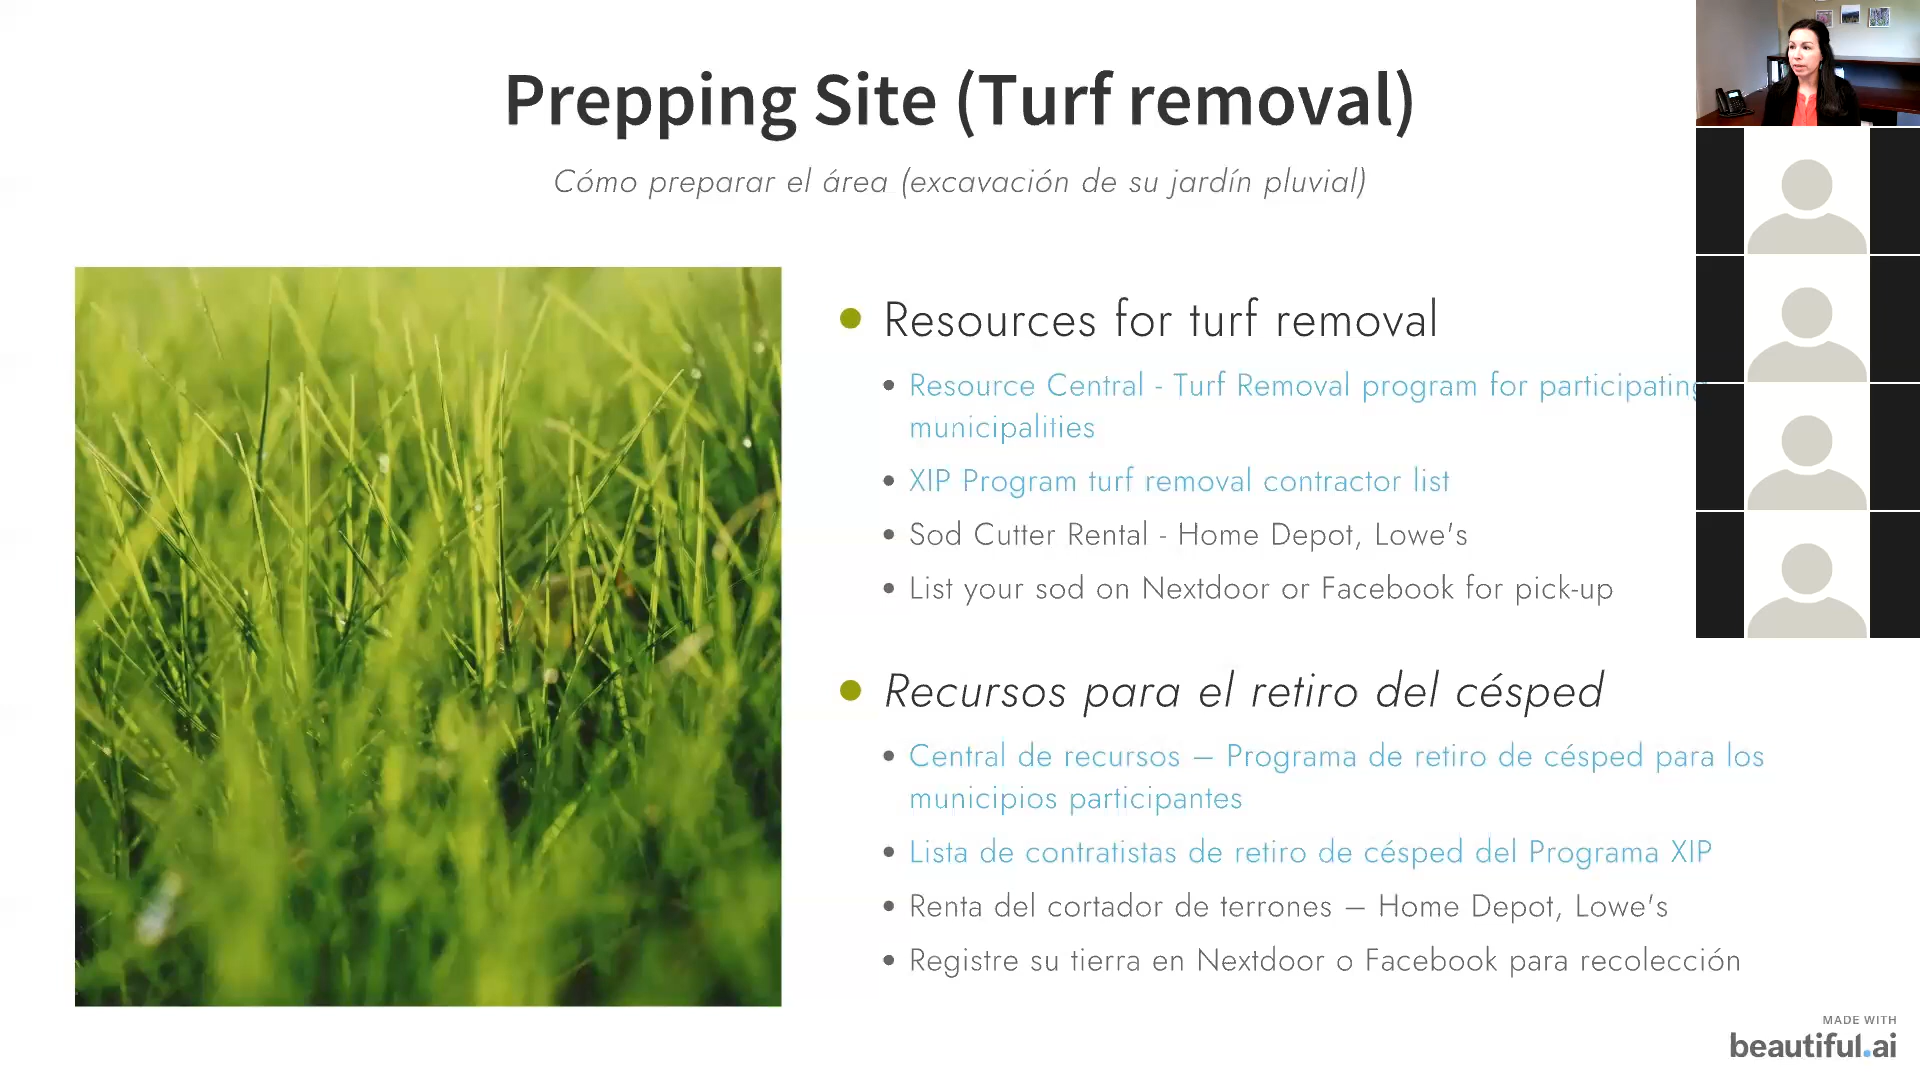 Prepping Site (Turf removal)
Cómo preparar el área (excavación de su jardín pluvial)
Resources for turf removal
Resource Central - Turf Removal program for participating
municipalities
XIP Program turf removal contractor list
Sod Cutter Rental - Home Depot, Lowe's
List your sod on Nextdoor or Facebook for pick-up
Recursos para el retiro del césped
Central de recursos – Programa de retiro de césped para los
municipios participantes
Lista de contratistas de retiro de césped del Programa XIP
Renta del cortador de terrones – Home Depot, Lowe's
Registre su tierra en Nextdoor o Facebook para recolección
MADE WITH
beautiful.ai